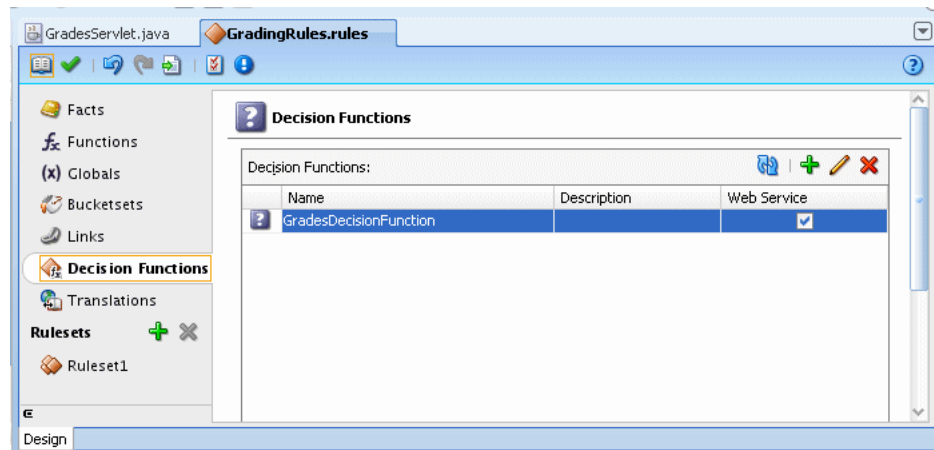 GradesServlet.java GradingRules.rules
Facts
Functions
(x) Globals
Bucketsets
Links
Decision Functions
Translations
Rulesets
Ruleset1
Decision Functions
Decision Functions:
Name Description Web Service
GradesDecisionFunction
Design